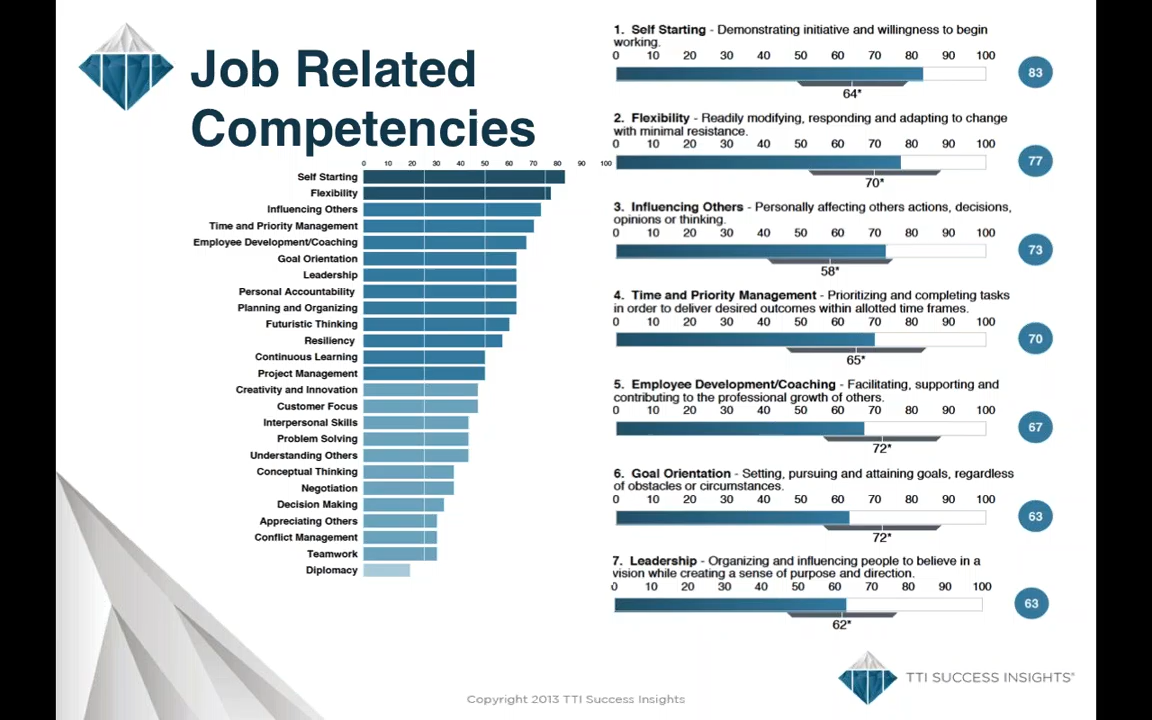 Job Related
Competencies
0 10 20 30 40 50 60 70 80 90 100
Self Starting
Flexibility
Influencing Others
Time and Priority Management
Employee Development/Coaching
Goal Orientation
Leadership
Personal Accountability
Planning and Organizing
Futuristic Thinking
Resiliency
Continuous Learning
Project Management
Creativity and Innovation
Customer Focus
Interpersonal Skills
Problem Solving
Understanding Others
Conceptual Thinking
Negotiation
Decision Making
Appreciating Others
Conflict Management
Teamwork
Diplomacy
1. Self Starting - Demonstrating initiative and willingness to begin
working.
0 10 20 30 40 50 60 70 80 90 100
83
64*
2. Flexibility - Readily modifying, responding and adapting to change
with minimal resistance.
0 10 20 30 40 50 60 70 80 90 100
77
70*
3. Influencing Others - Personally affecting others actions, decisions,
opinions or thinking.
0 10 20 30 40 50 60 70 80 90 100
73
58*
4. Time and Priority Management - Prioritizing and completing tasks
in order to deliver desired outcomes within allotted time frames.
0 10 20 30 40 50 60 70 80 90 100
70
65*
5. Employee Development/Coaching - Facilitating, supporting and
contributing to the professional growth of others.
0 10 20 30 40 50 60 70 80 90 100
67
72*
6. Goal Orientation - Setting, pursuing and attaining goals, regardless
of obstacles or circumstances.
0 10 20 30 40 50 60 70 80 90 100
63
72*
7. Leadership - Organizing and influencing people to believe in a
vision while creating a sense of purpose and direction.
0 10 20 30 40 50 60 70 80 90 100
63
62*
TTI SUCCESS INSIGHTS®
Copyright 2013 TTI Success Insights